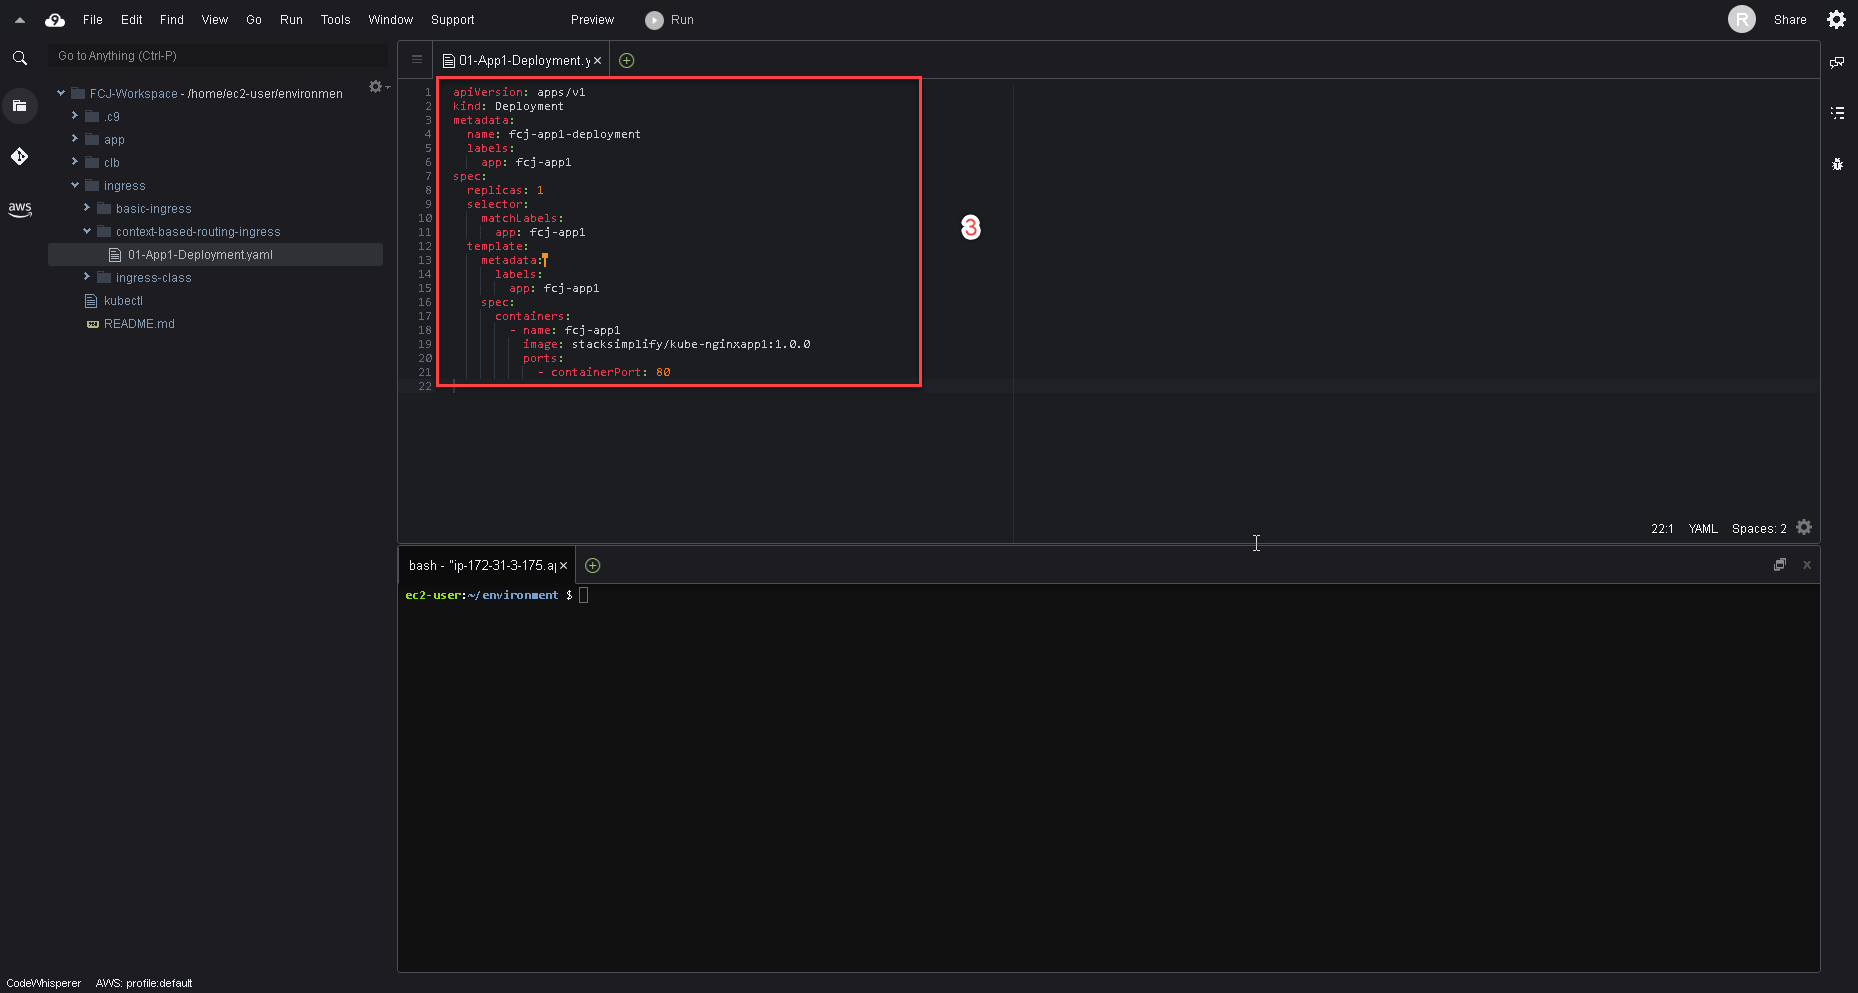 File Edit Find View Go Run Tools Window Support Preview Run R Share
Go to Anything (Ctrl-P)
FCJ-Workspace - /home/ec2-user/environmen
.c9
app
clb
ingress
basic-ingress
context-based-routing-ingress
01-App1-Deployment.yaml
ingress-class
kubectl
README.md
aws
01-App1-Deployment.y
1 apiVersion: apps/v1
2 kind: Deployment
3 metadata:
4 name: fcj-app1-deployment
5 labels:
6 app: fcj-app1
7 spec:
8 replicas: 1
9 selector:
10 matchLabels:
11 app: fcj-app1
12 template:
13 metadata:
14 labels:
15 app: fcj-app1
16 spec:
17 containers:
18 - name: fcj-app1
19 image: stacksimplify/kube-nginxapp1:1.0.0
20 ports:
21 - containerPort: 80
22
3
22:1 YAML Spaces: 2
bash - "ip-172-31-3-175.ap
ec2-user:~/environment $
CodeWhisperer AWS: profile:default